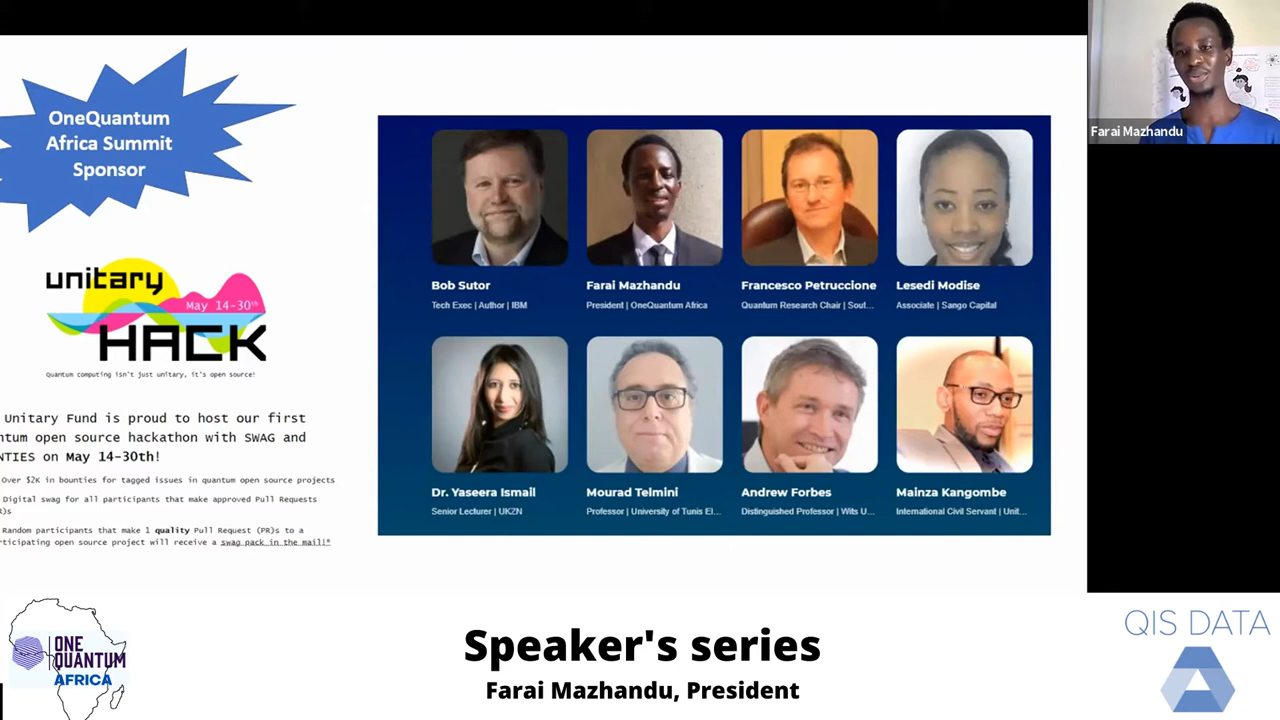 OneQuantum
Africa Summit
Sponsor
unitary
May 14-30th
HACK
Quantum computing isn't just unitary, it's open source!
Unitary Fund is proud to host our first
ntum open source hackathon with SWAG and
NTIES on May 14-30th!
Over $2K in bounties for tagged issues in quantum open source projects
Digital swag for all participants that make approved Pull Requests
R)s
Random participants that make 1 quality Pull Request (PR)s to a
rticipating open source project will receive a swag pack in the mail!*
Bob Sutor
Tech Exec | Author | IBM
Farai Mazhandu
President | OneQuantum Africa
Francesco Petruccione
Quantum Research Chair | Sout...
Lesedi Modise
Associate | Sango Capital
Dr. Yaseera Ismail
Senior Lecturer | UKZN
Mourad Telmini
Professor | University of Tunis El...
Andrew Forbes
Distinguished Professor | Wits U...
Mainza Kangombe
International Civil Servant | Unit...
Farai Mazhandu
ONE
QUANTUM
AFRICA
Speaker's series
Farai Mazhandu, President
QIS DATA